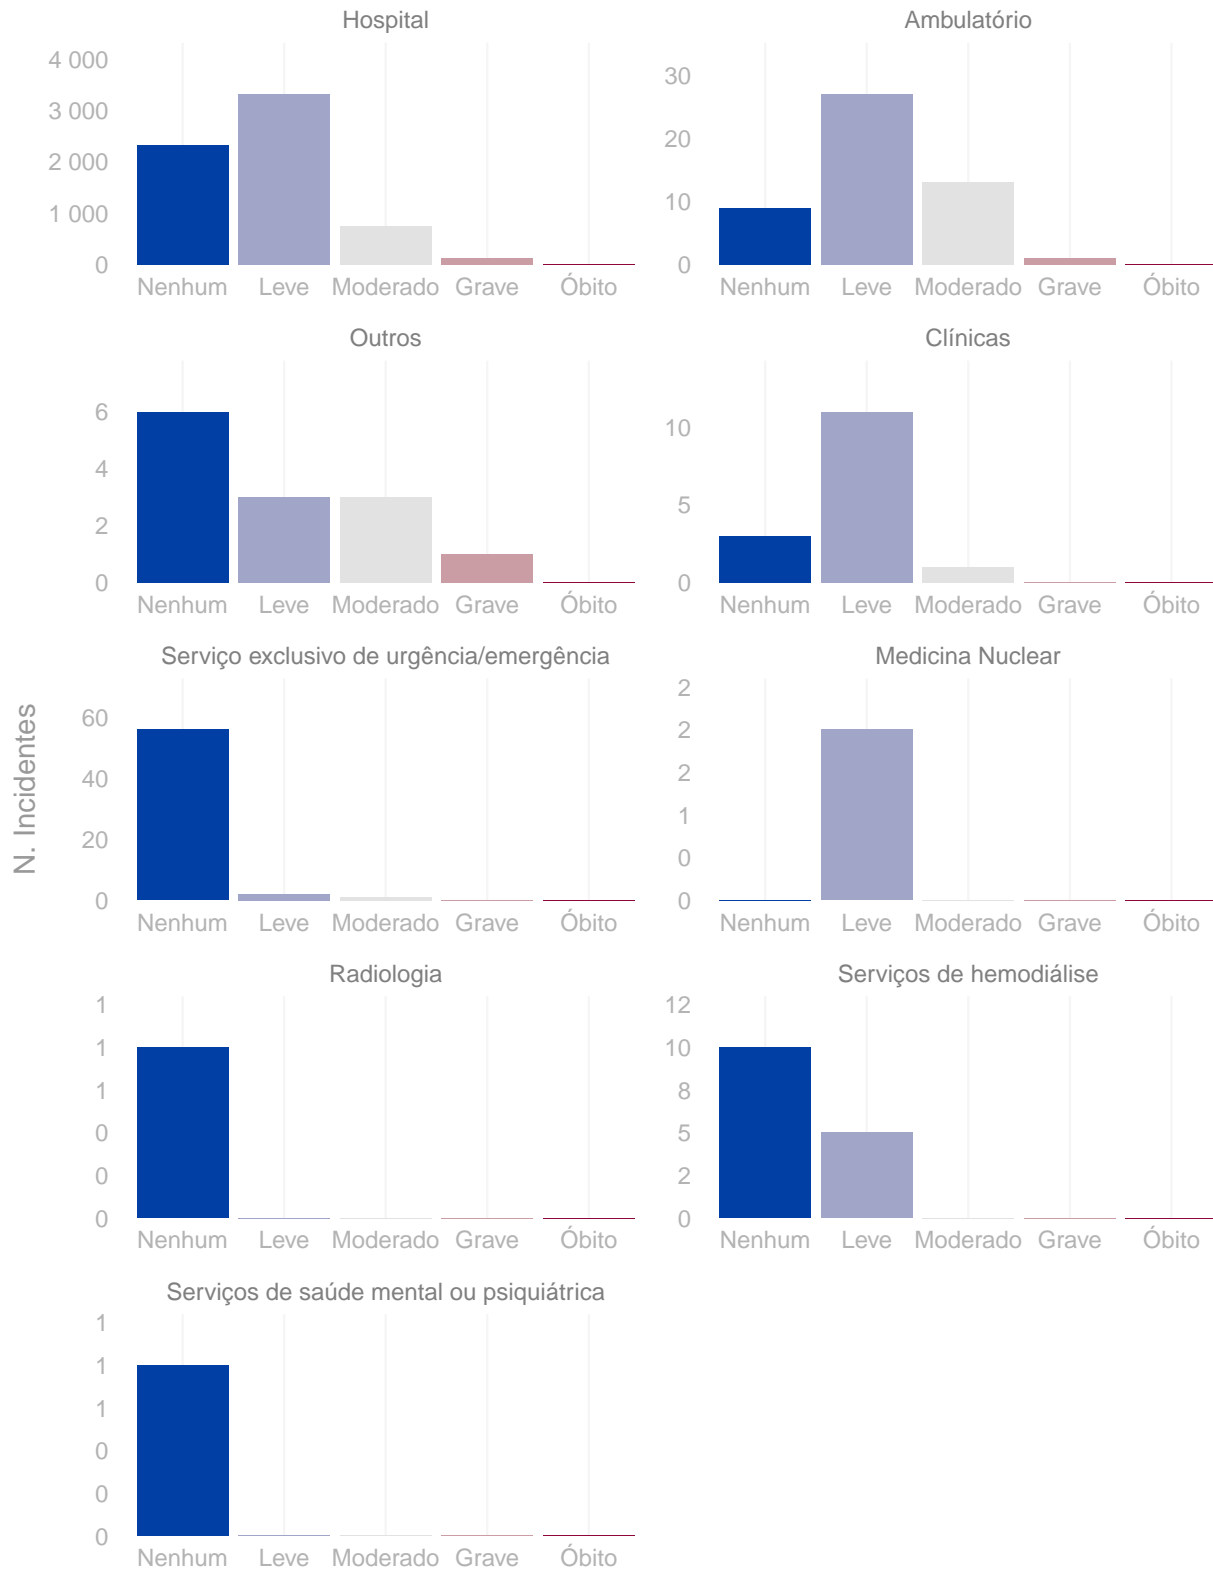 Hospital
4 000
3 000
2 000
1 000
0
Nenhum Leve Moderado Grave Óbito
Ambulatório
30
20
10
0
Nenhum Leve Moderado Grave Óbito
Outros
6
4
2
0
Nenhum Leve Moderado Grave Óbito
Clínicas
10
5
0
Nenhum Leve Moderado Grave Óbito
N. Incidentes
Serviço exclusivo de urgência/emergência
60
40
20
0
Nenhum Leve Moderado Grave Óbito
Medicina Nuclear
2
2
2
1
0
0
Nenhum Leve Moderado Grave Óbito
Radiologia
1
1
1
0
0
0
Nenhum Leve Moderado Grave Óbito
Serviços de hemodiálise
12
10
8
5
2
0
Nenhum Leve Moderado Grave Óbito
Serviços de saúde mental ou psiquiátrica
1
1
1
0
0
0
Nenhum Leve Moderado Grave Óbito